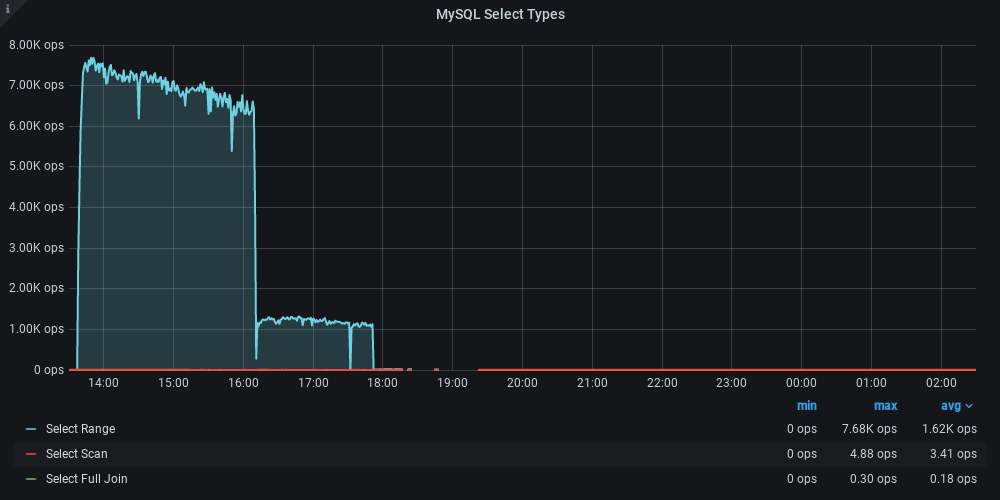 i
MySQL Select Types
8.00K ops
7.00K ops
6.00K ops
5.00K ops
4.00K ops
3.00K ops
2.00K ops
1.00K ops
0 ops
14:00 15:00 16:00 17:00 18:00 19:00 20:00 21:00 22:00 23:00 00:00 01:00 02:00
min max avg
Select Range 0 ops 7.68K ops 1.62K ops
Select Scan 0 ops 4.88 ops 3.41 ops
Select Full Join 0 ops 0.30 ops 0.18 ops